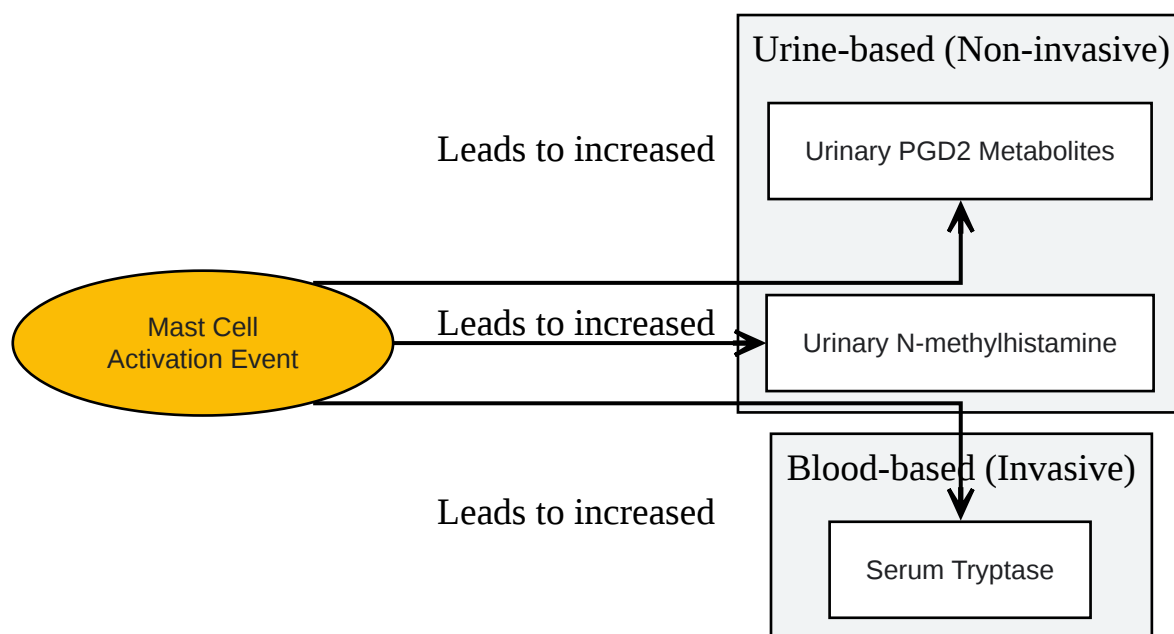 Urine-based (Non-invasive)
Leads to increased
Urinary PGD2 Metabolites
Mast Cell
Activation Event
Leads to increased
Urinary N-methylhistamine
Blood-based (Invasive)
Leads to increased
Serum Tryptase